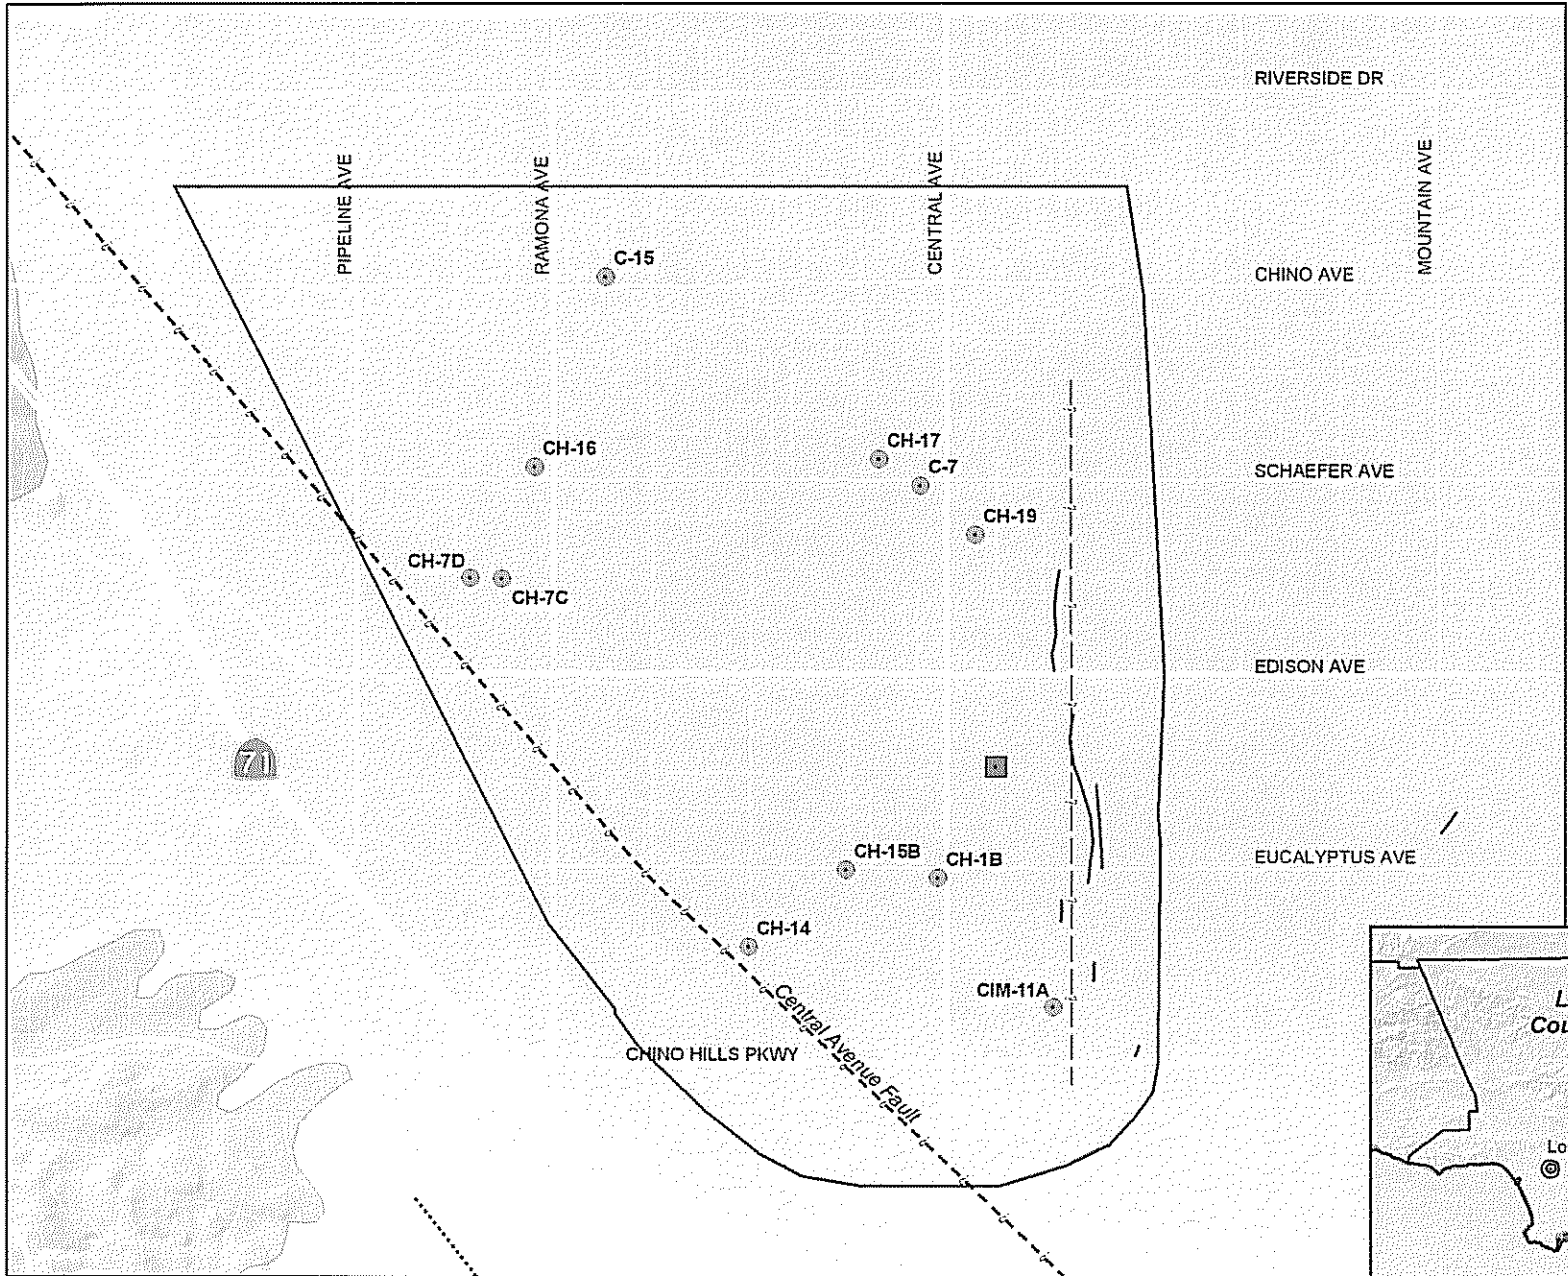 RIVERSIDE DR
PIPELINE AVE
RAMONA AVE
CENTRAL AVE
MOUNTAIN AVE
C-15
CHINO AVE
CH-16
CH-17
C-7
SCHAEFER AVE
CH-19
CH-7D
CH-7C
EDISON AVE
71
CH-15B
CH-1B
EUCALYPTUS AVE
CH-14
CIM-11A
Central Avenue Fault
CHINO HILLS PKWY
L
Cou
Lo